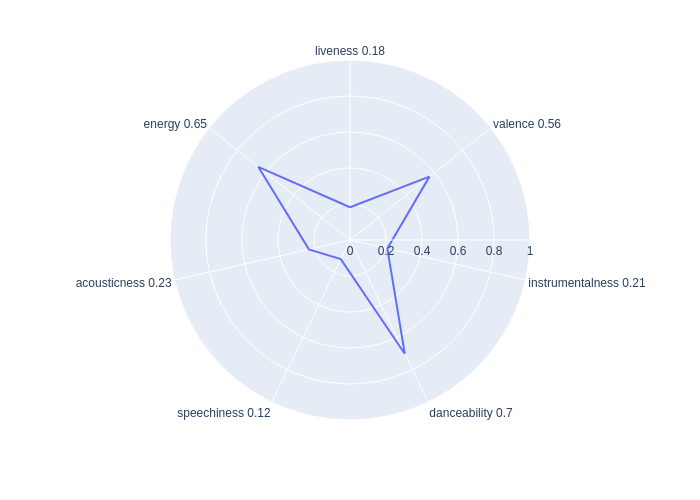 liveness 0.18
energy 0.65
valence 0.56
0 0.2 0.4 0.6 0.8 1
acousticness 0.23
instrumentalness 0.21
speechiness 0.12
danceability 0.7